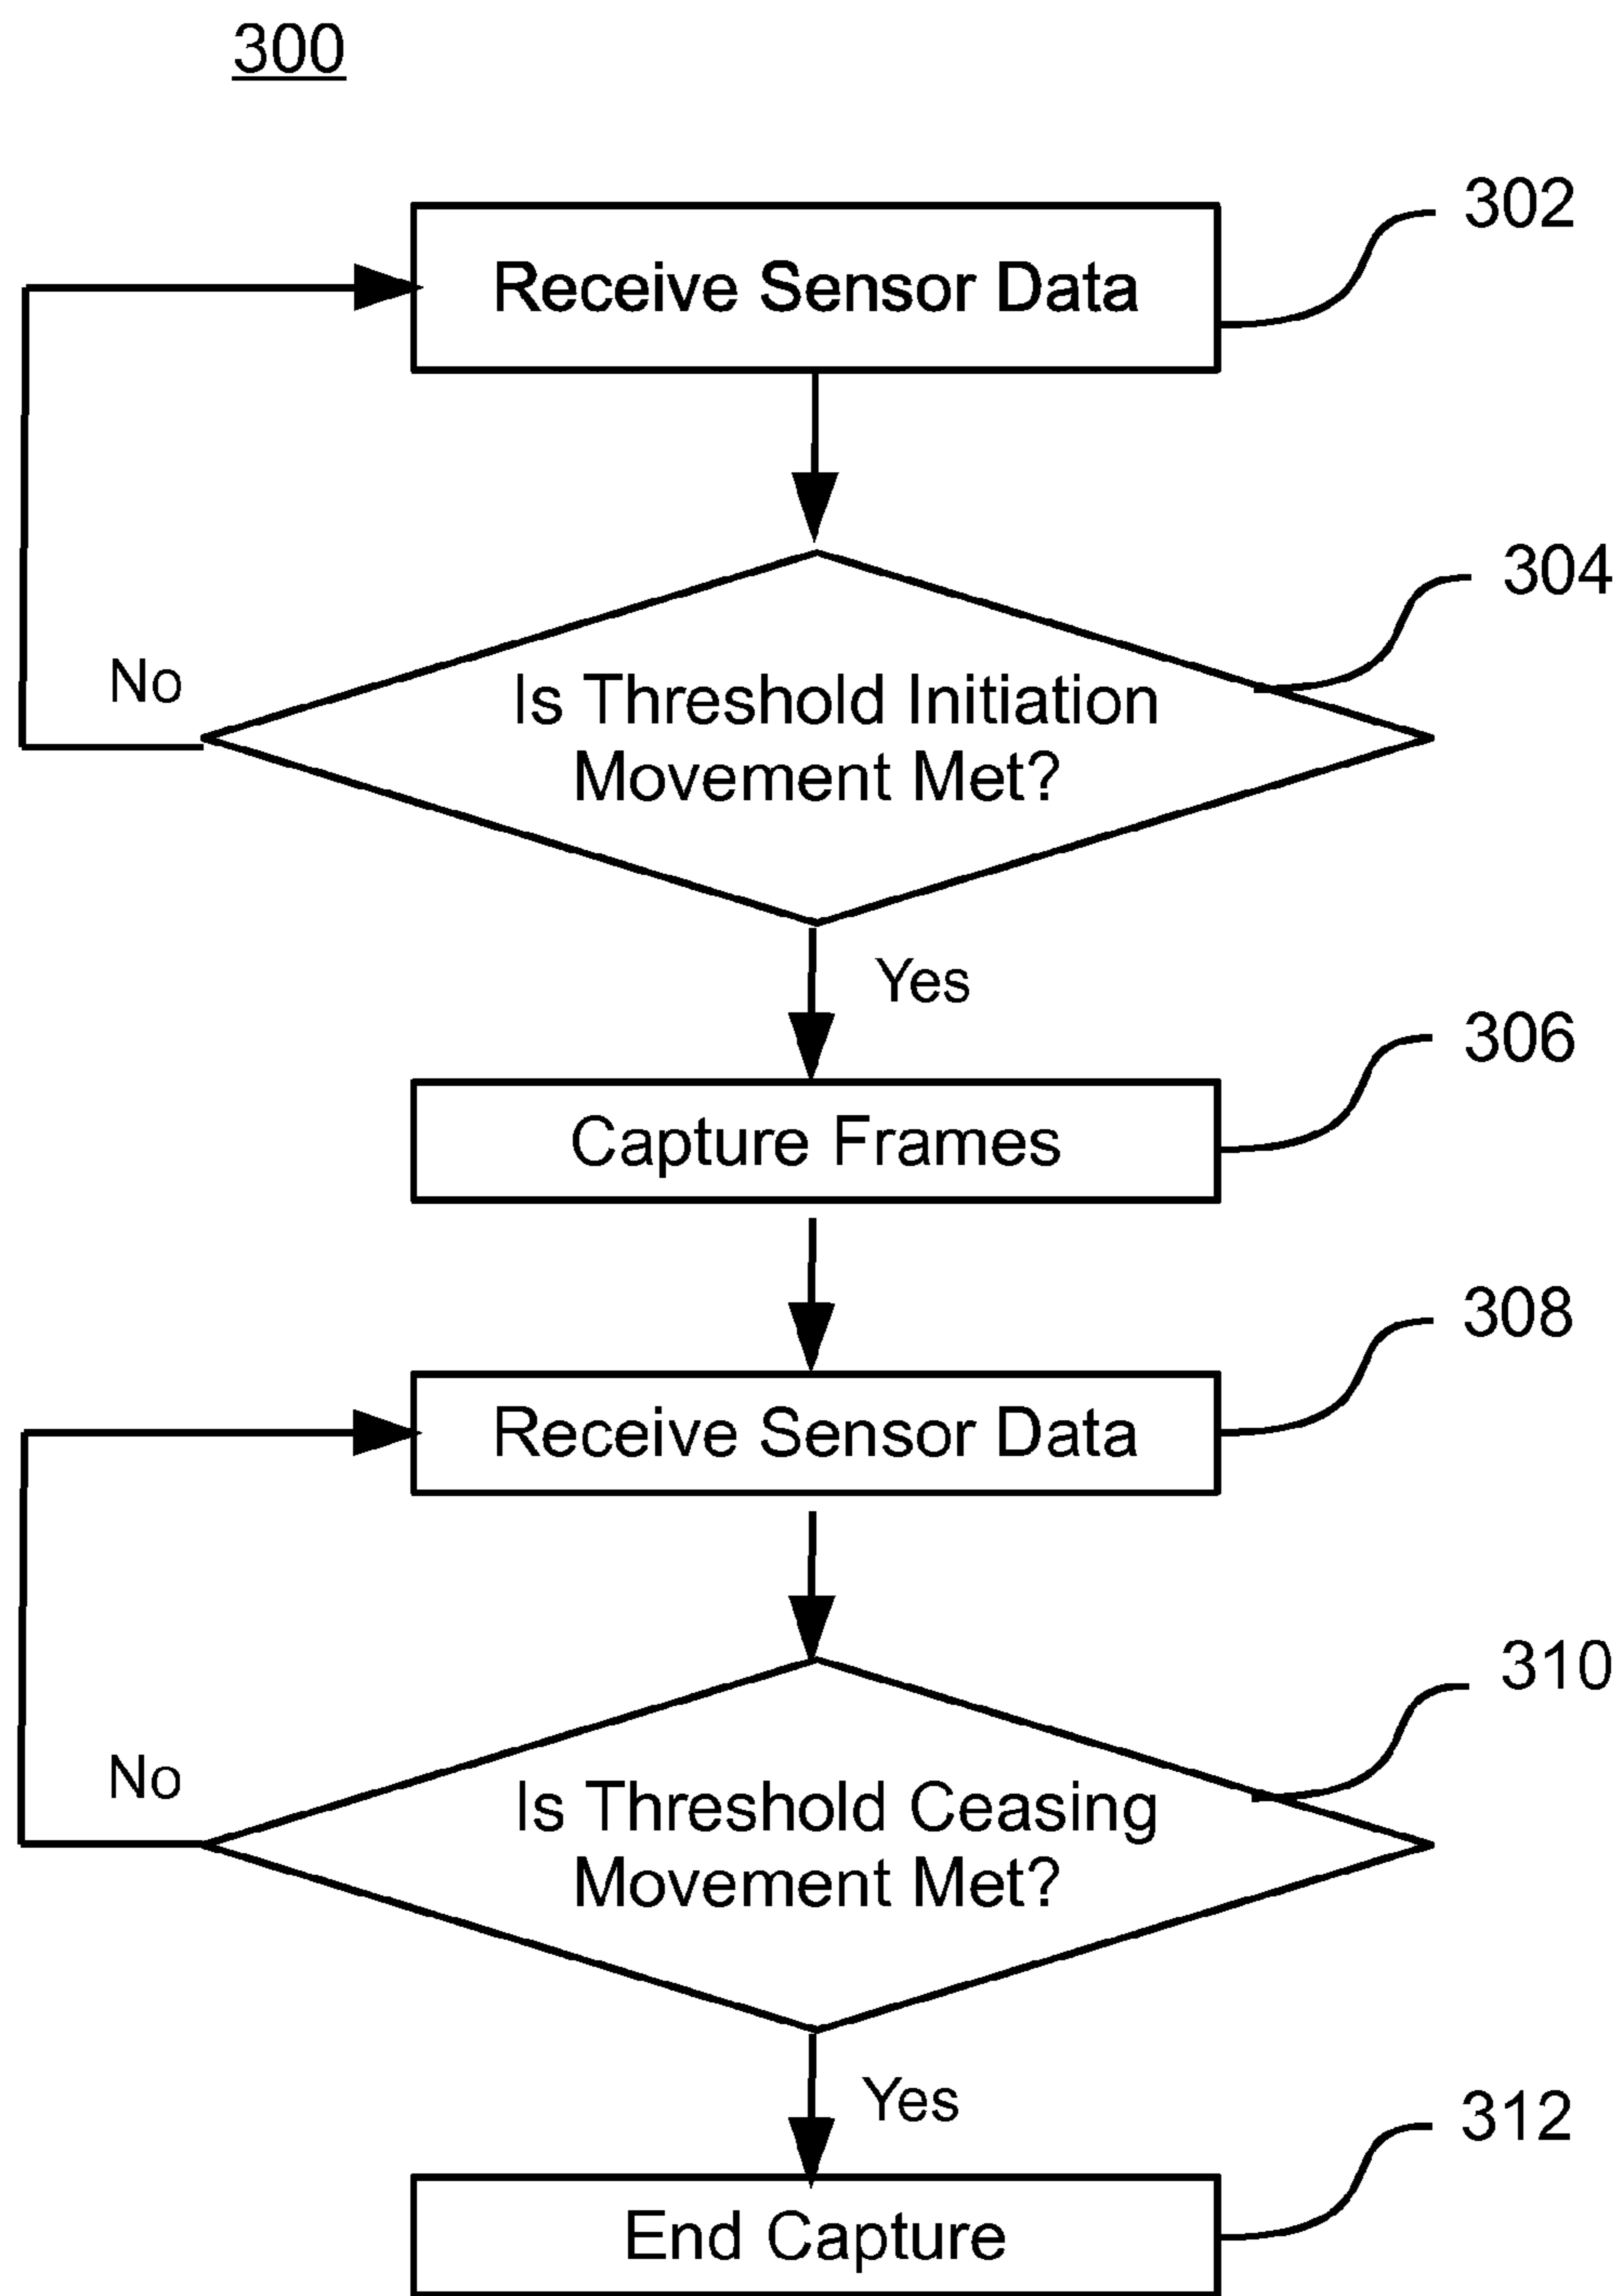 300
302
Receive Sensor Data
304
Is Threshold Initiation
Movement Met?
No
Yes
306
Capture Frames
308
Receive Sensor Data
310
Is Threshold Ceasing
Movement Met?
No
Yes
312
End Capture